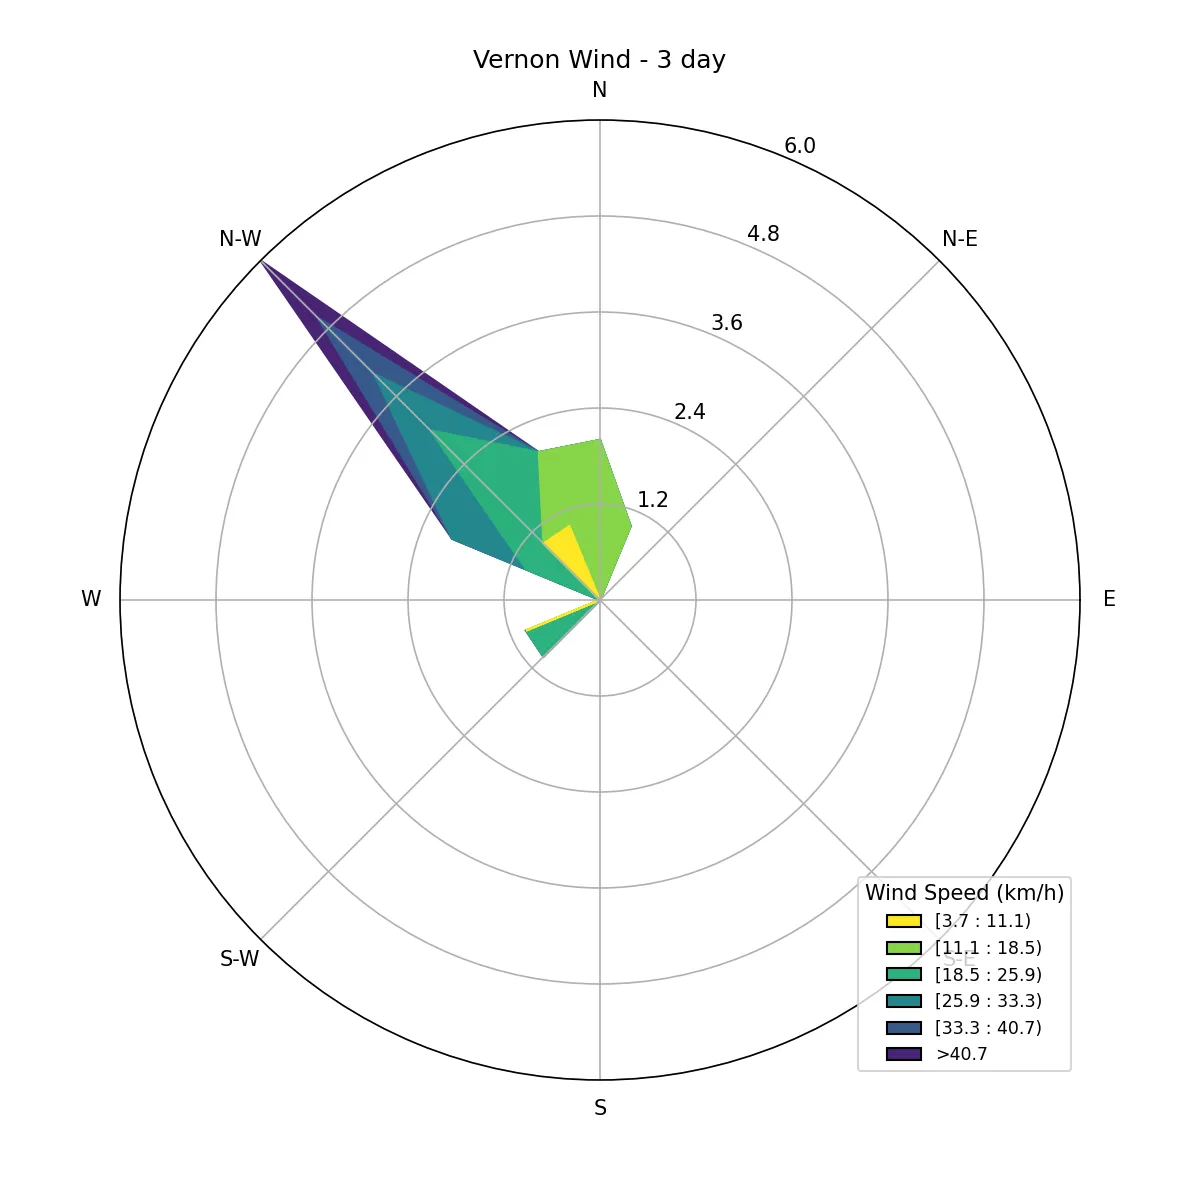 Vernon Wind - 3 day
N
6.0
N-W
N-E
4.8
3.6
2.4
1.2
W
E
S-W
S-E
Wind Speed (km/h)
[3.7 : 11.1)
[11.1 : 18.5)
[18.5 : 25.9)
[25.9 : 33.3)
[33.3 : 40.7)
>40.7
S